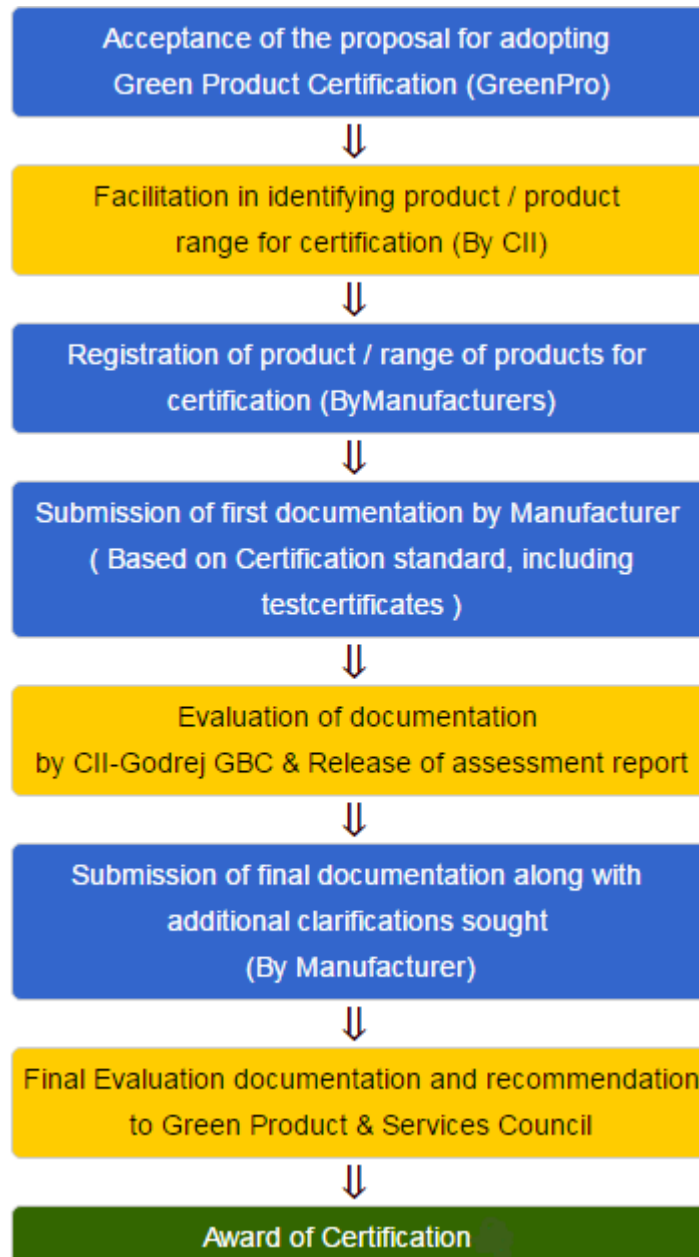 Acceptance of the proposal for adopting
Green Product Certification (GreenPro)
Facilitation in identifying product / product
range for certification (By CII)
Registration of product / range of products for
certification (ByManufacturers)
Submission of first documentation by Manufacturer
( Based on Certification standard, including
testcertificates )
Evaluation of documentation
by CII-Godrej GBC & Release of assessment report
Submission of final documentation along with
additional clarifications sought
(By Manufacturer)
Final Evaluation documentation and recommendation
to Green Product & Services Council
Award of Certification